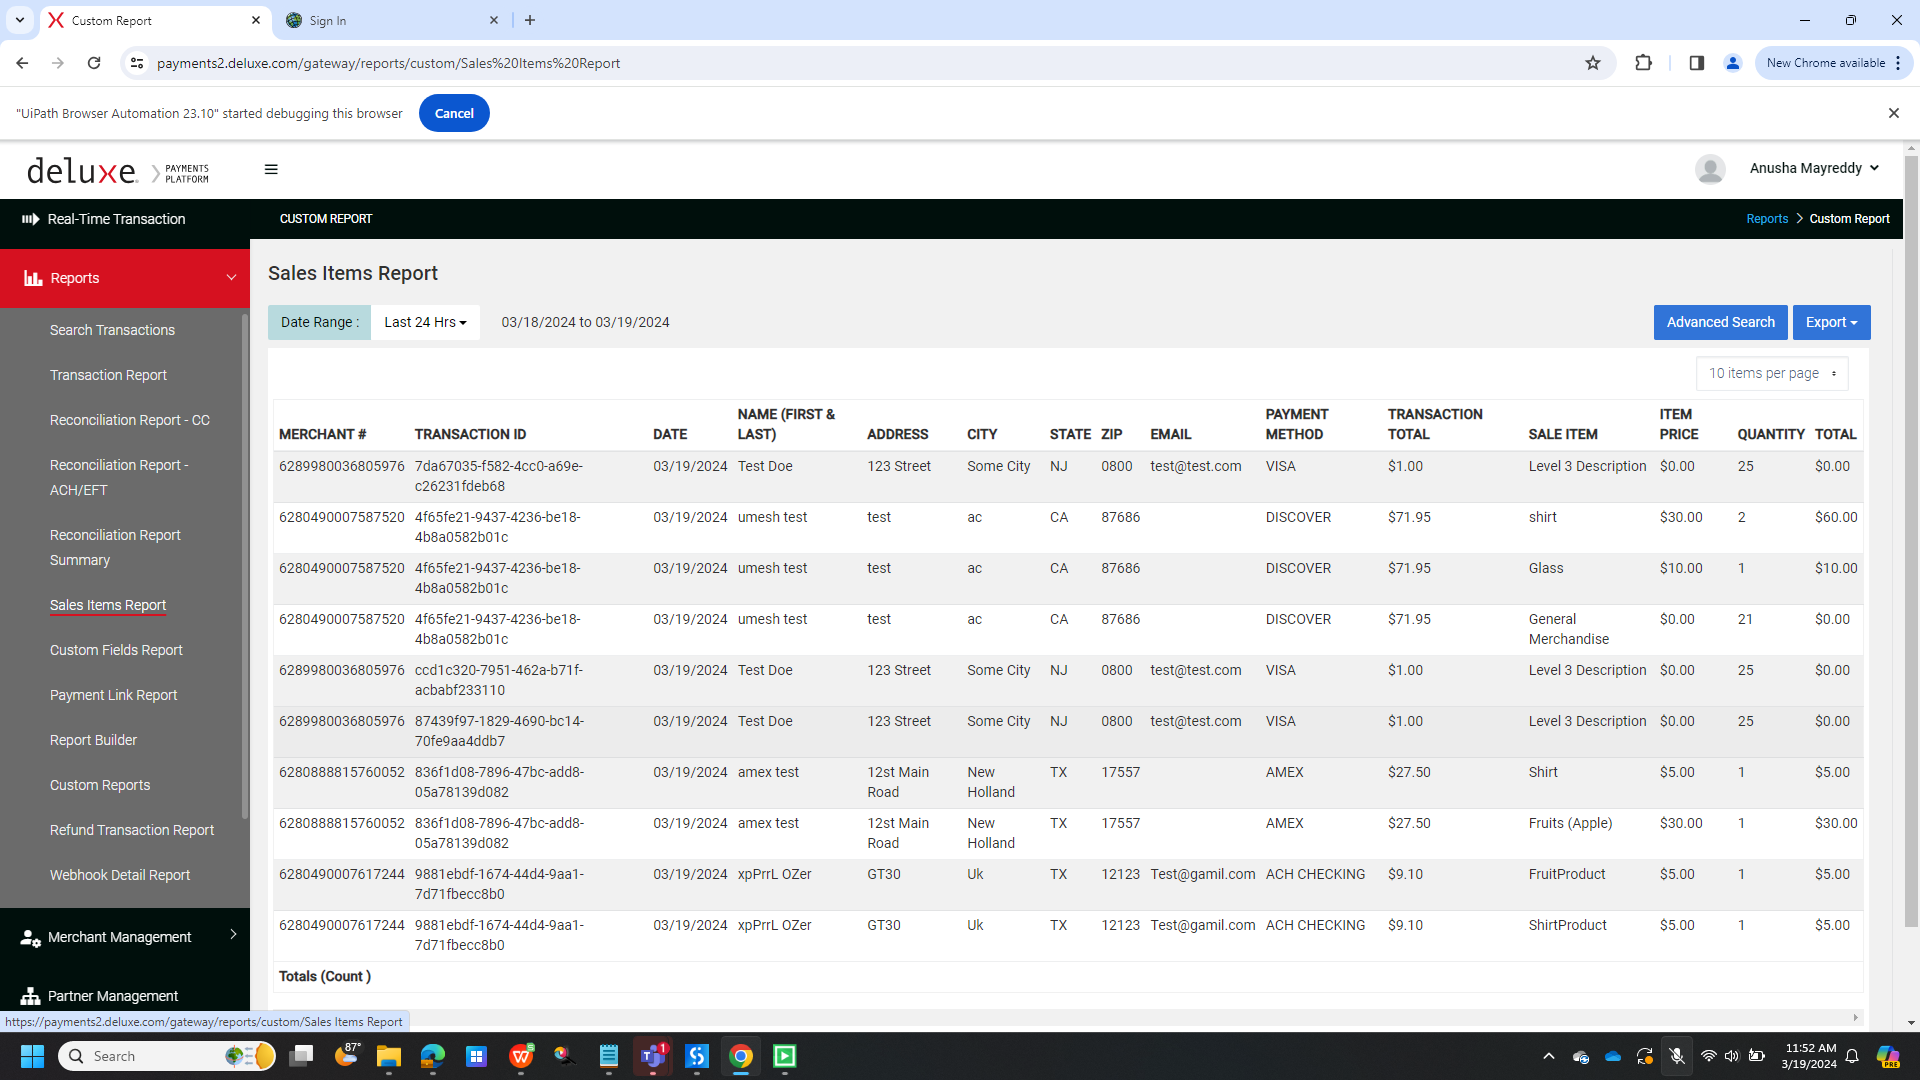 Custom Report
Sign In
payments2.deluxe.com/gateway/reports/custom/Sales%20Items%20Report
New Chrome available
"UiPath Browser Automation 23.10" started debugging this browser
Cancel
deluxe. PAYMENTS
PLATFORM
Anusha Mayreddy
Real-Time Transaction
CUSTOM REPORT
Reports > Custom Report
Reports
Search Transactions
Transaction Report
Reconciliation Report - CC
Reconciliation Report -
ACH/EFT
Reconciliation Report
Summary
Sales Items Report
Custom Fields Report
Payment Link Report
Report Builder
Custom Reports
Refund Transaction Report
Webhook Detail Report
Merchant Management
Partner Management
Sales Items Report
Date Range : Last 24 Hrs 03/18/2024 to 03/19/2024
Advanced Search Export
10 items per page
NAME (FIRST & PAYMENT TRANSACTION ITEM
MERCHANT # TRANSACTION ID DATE LAST) ADDRESS CITY STATE ZIP EMAIL METHOD TOTAL SALE ITEM PRICE QUANTITY TOTAL
6289980036805976 7da67035-f582-4cc0-a69e- 03/19/2024 Test Doe 123 Street Some City NJ 0800 test@test.com VISA $1.00 Level 3 Description $0.00 25 $0.00
c26231fdeb68
6280490007587520 4f65fe21-9437-4236-be18- 03/19/2024 umesh test test ac CA 87686 DISCOVER $71.95 shirt $30.00 2 $60.00
4b8a0582b01c
6280490007587520 4f65fe21-9437-4236-be18- 03/19/2024 umesh test test ac CA 87686 DISCOVER $71.95 Glass $10.00 1 $10.00
4b8a0582b01c
6280490007587520 4f65fe21-9437-4236-be18- 03/19/2024 umesh test test ac CA 87686 DISCOVER $71.95 General $0.00 21 $0.00
4b8a0582b01c Merchandise
6289980036805976 ccd1c320-7951-462a-b71f- 03/19/2024 Test Doe 123 Street Some City NJ 0800 test@test.com VISA $1.00 Level 3 Description $0.00 25 $0.00
acbabf233110
6289980036805976 87439f97-1829-4690-bc14- 03/19/2024 Test Doe 123 Street Some City NJ 0800 test@test.com VISA $1.00 Level 3 Description $0.00 25 $0.00
70fe9aa4ddb7
6280888815760052 836f1d08-7896-47bc-add8- 03/19/2024 amex test 12st Main New TX 17557 AMEX $27.50 Shirt $5.00 1 $5.00
05a78139d082 Road Holland
6280888815760052 836f1d08-7896-47bc-add8- 03/19/2024 amex test 12st Main New TX 17557 AMEX $27.50 Fruits (Apple) $30.00 1 $30.00
05a78139d082 Road Holland
6280490007617244 9881ebdf-1674-44d4-9aa1- 03/19/2024 xpPrrL OZer GT30 Uk TX 12123 Test@gamil.com ACH CHECKING $9.10 FruitProduct $5.00 1 $5.00
7d71fbecc8b0
6280490007617244 9881ebdf-1674-44d4-9aa1- 03/19/2024 xpPrrL OZer GT30 Uk TX 12123 Test@gamil.com ACH CHECKING $9.10 ShirtProduct $5.00 1 $5.00
7d71fbecc8b0
Totals (Count )
https://payments2.deluxe.com/gateway/reports/custom/Sales Items Report
Search
87°
1
11:52 AM
3/19/2024
PRE